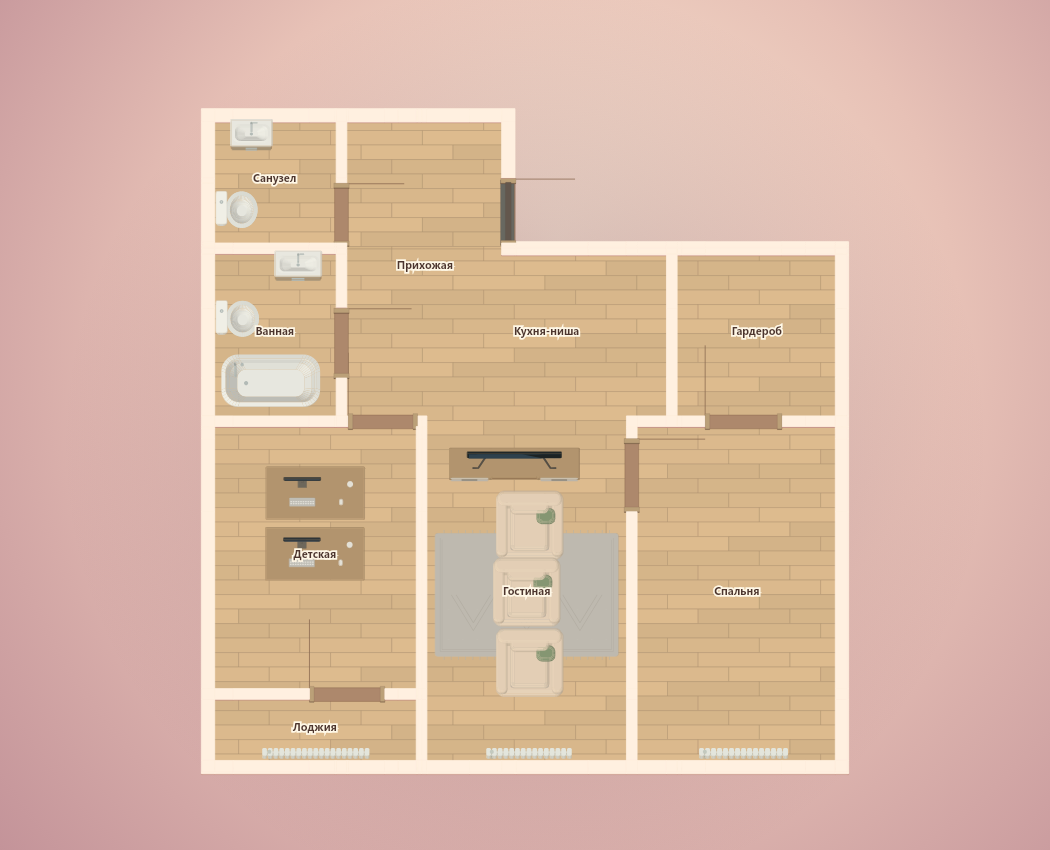 Санузел
Прихожая
Ванная
Кухня-ниша
Гардероб
Детская
Гостиная
Спальня
Лоджия